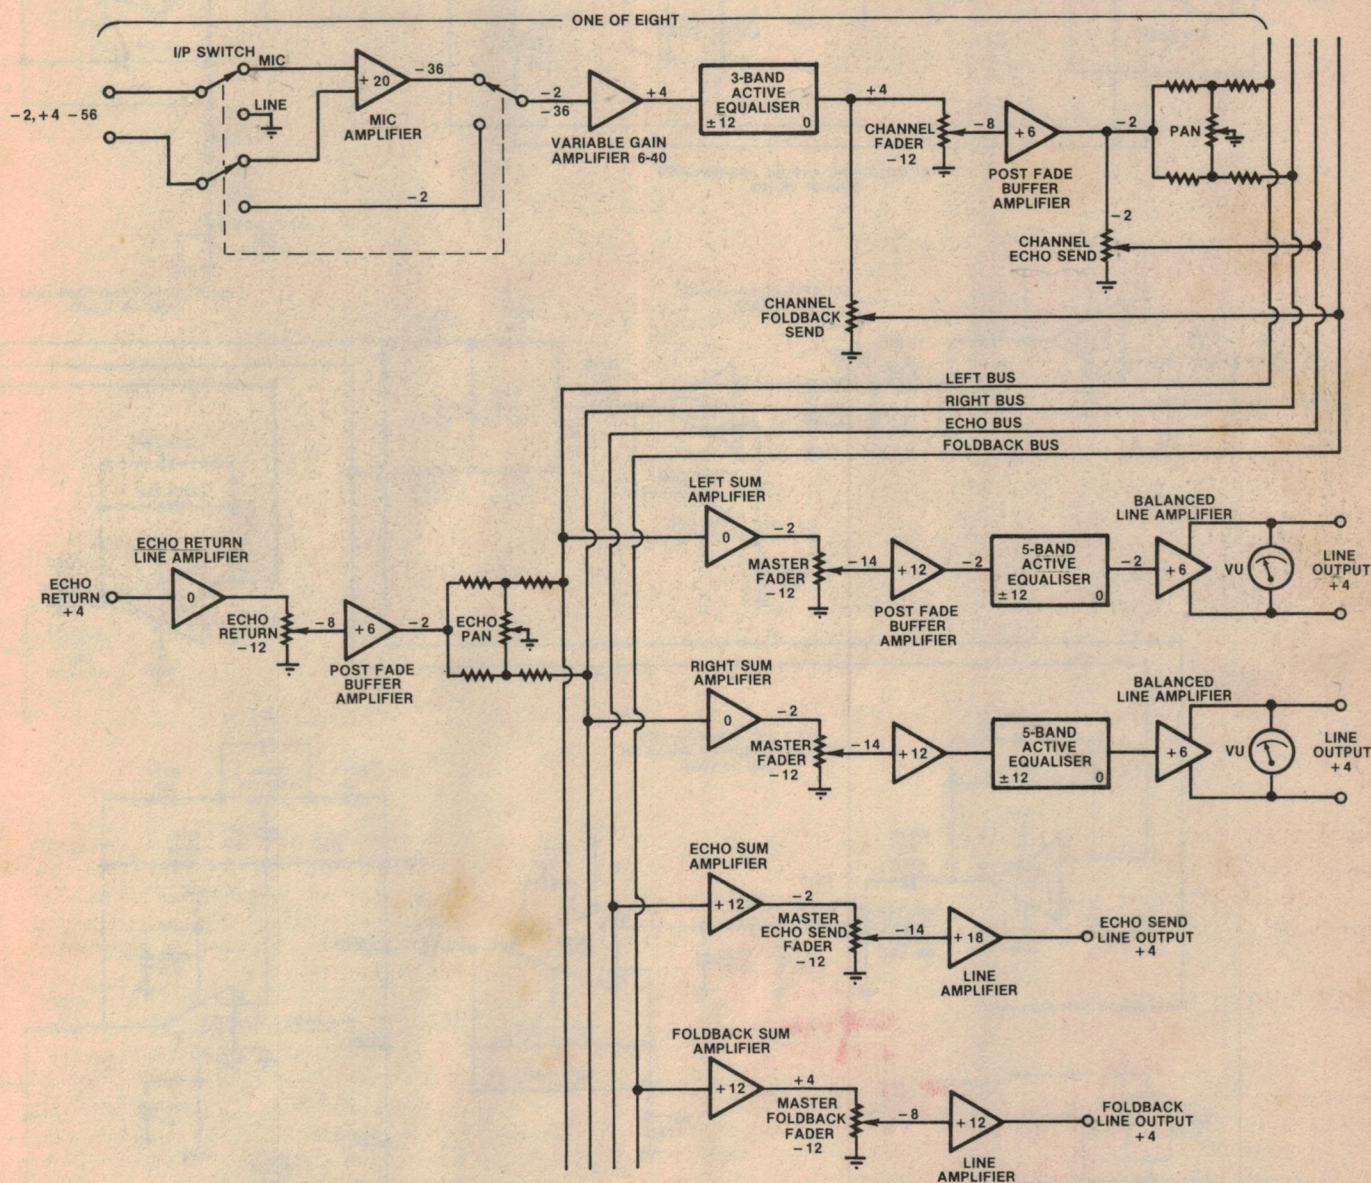 ONE OF EIGHT
I/P SWITCH
MIC
-2,+4 -56
LINE
+20
-36
MIC
AMPLIFIER
-2
-2
-36
VARIABLE GAIN
AMPLIFIER 6-40
+4
3-BAND
ACTIVE
EQUALISER
±12 0
+4
CHANNEL
FADER
-12
-8
+6
POST FADE
BUFFER
AMPLIFIER
-2
PAN
-2
CHANNEL
ECHO SEND
CHANNEL
FOLDBACK
SEND
LEFT BUS
RIGHT BUS
ECHO BUS
FOLDBACK BUS
ECHO
RETURN
+4
ECHO RETURN
LINE AMPLIFIER
0
ECHO
RETURN
-12
-8
+6
POST FADE
BUFFER
AMPLIFIER
-2
ECHO
PAN
LEFT SUM
AMPLIFIER
0
-2
MASTER
FADER
-12
-14
+12
POST FADE
BUFFER
AMPLIFIER
-2
5-BAND
ACTIVE
EQUALISER
±12 0
-2
BALANCED
LINE AMPLIFIER
+6
VU
LINE
OUTPUT
+4
RIGHT SUM
AMPLIFIER
0
-2
MASTER
FADER
-12
-14
+12
5-BAND
ACTIVE
EQUALISER
±12 0
BALANCED
LINE AMPLIFIER
+6
VU
LINE
OUTPUT
+4
ECHO SUM
AMPLIFIER
+12
-2
MASTER
ECHO SEND
FADER
-12
-14
+18
LINE
AMPLIFIER
ECHO SEND
LINE OUTPUT
+4
FOLDBACK SUM
AMPLIFIER
+12
+4
MASTER
FOLDBACK
FADER
-12
-8
+12
LINE
AMPLIFIER
FOLDBACK
LINE OUTPUT
+4